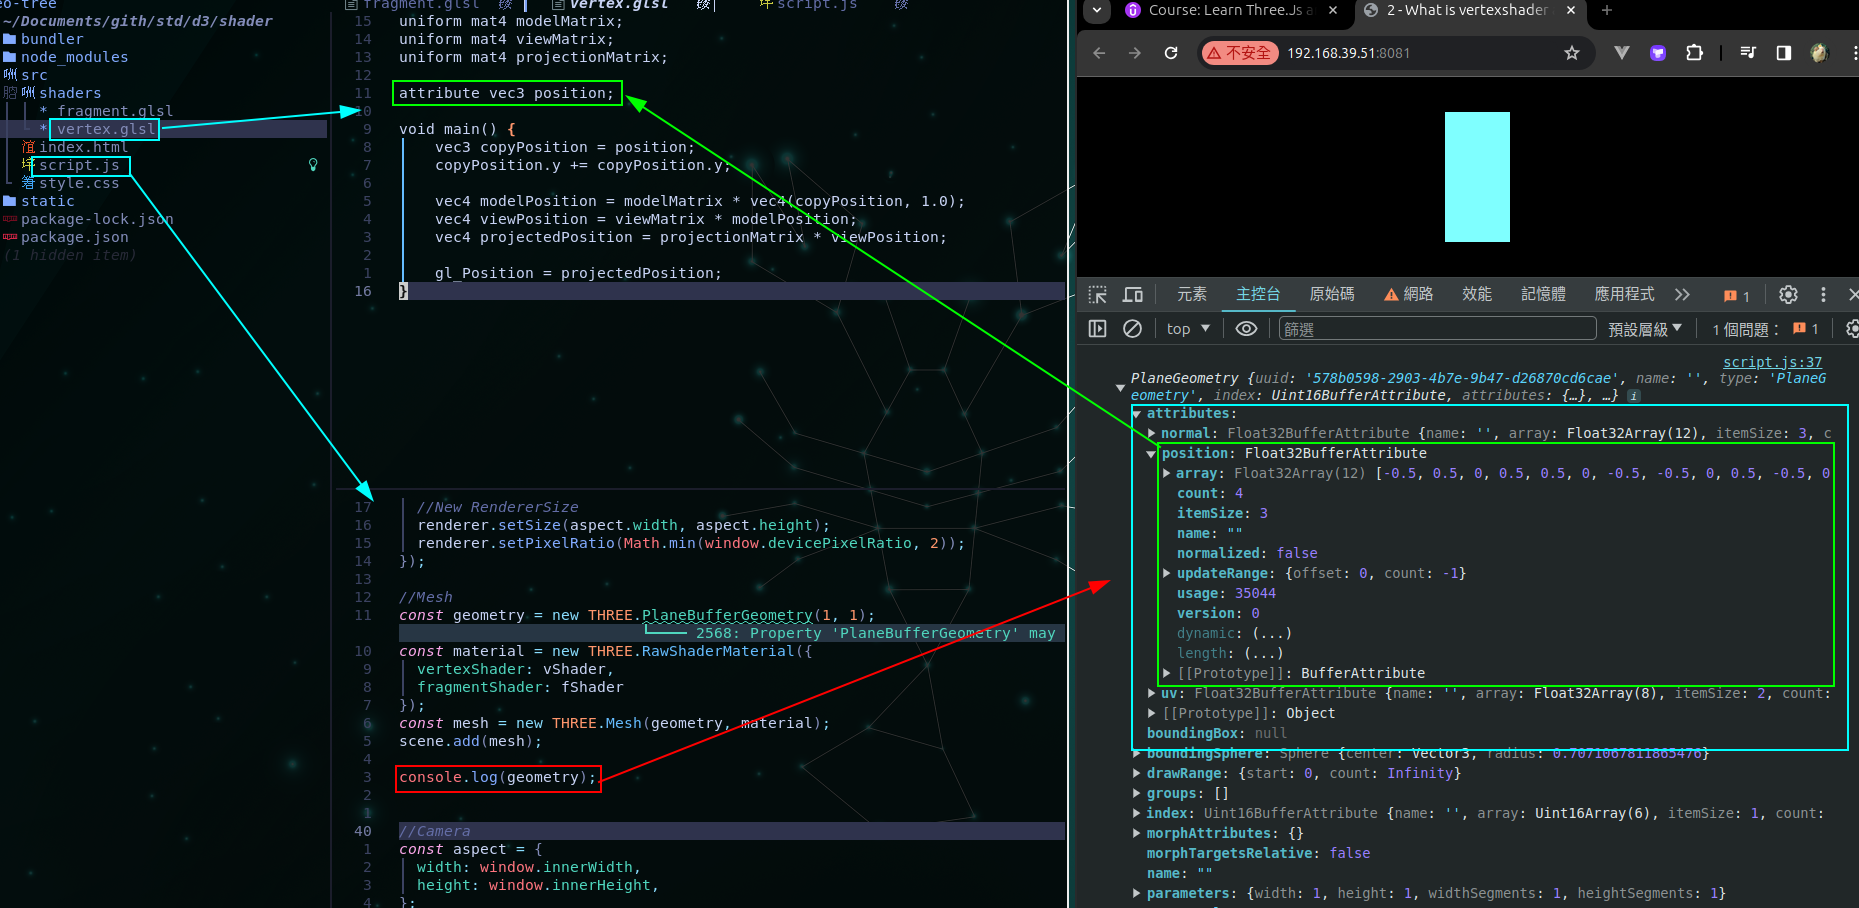 eo-tree
~/Documents/gith/std/d3/shader
bundler
node_modules
src
shaders
* fragment.glsl
* vertex.glsl
index.html
script.js
style.css
static
package-lock.json
package.json
(1 hidden item)
fragment.glsl vertex.glsl script.js
15 uniform mat4 modelMatrix;
14 uniform mat4 viewMatrix;
13 uniform mat4 projectionMatrix;
12
11 attribute vec3 position;
10
9 void main() {
8 vec3 copyPosition = position;
7 copyPosition.y += copyPosition.y;
6
5 vec4 modelPosition = modelMatrix * vec4(copyPosition, 1.0);
4 vec4 viewPosition = viewMatrix * modelPosition;
3 vec4 projectedPosition = projectionMatrix * viewPosition;
2
1 gl_Position = projectedPosition;
16 }
17 //New RendererSize
16 renderer.setSize(aspect.width, aspect.height);
15 renderer.setPixelRatio(Math.min(window.devicePixelRatio, 2));
14 });
13
12 //Mesh
11 const geometry = new THREE.PlaneBufferGeometry(1, 1);
2568: Property 'PlaneBufferGeometry' may
10 const material = new THREE.RawShaderMaterial({
9 vertexShader: vShader,
8 fragmentShader: fShader
7 });
6 const mesh = new THREE.Mesh(geometry, material);
5 scene.add(mesh);
4
3 console.log(geometry);
2
1
40 //Camera
1 const aspect = {
2 width: window.innerWidth,
3 height: window.innerHeight,
4 };
Course: Learn Three.Js a
2 - What Is vertexshader
不安全 192.168.39.51:8081
元素 主控台 原始碼 網路 效能 記憶體 應用程式 1
top 篩選 預設層級 1 個問題： 1
script.js:37
PlaneGeometry {uuid: '578b0598-2903-4b7e-9b47-d26870cd6cae', name: '', type: 'PlaneG
eometry', index: Uint16BufferAttribute, attributes: {…}, …} i
attributes:
normal: Float32BufferAttribute {name: '', array: Float32Array(12), itemSize: 3, c
position: Float32BufferAttribute
array: Float32Array(12) [-0.5, 0.5, 0, 0.5, 0.5, 0, -0.5, -0.5, 0, 0.5, -0.5, 0
count: 4
itemSize: 3
name: ""
normalized: false
updateRange: {offset: 0, count: -1}
usage: 35044
version: 0
dynamic: (...)
length: (...)
[[Prototype]]: BufferAttribute
uv: Float32BufferAttribute {name: '', array: Float32Array(8), itemSize: 2, count:
[[Prototype]]: Object
boundingBox: null
boundingSphere: Sphere {center: Vector3, radius: 0.7071067811865476}
drawRange: {start: 0, count: Infinity}
groups: []
index: Uint16BufferAttribute {name: '', array: Uint16Array(6), itemSize: 1, count:
morphAttributes: {}
morphTargetsRelative: false
name: ""
parameters: {width: 1, height: 1, widthSegments: 1, heightSegments: 1}